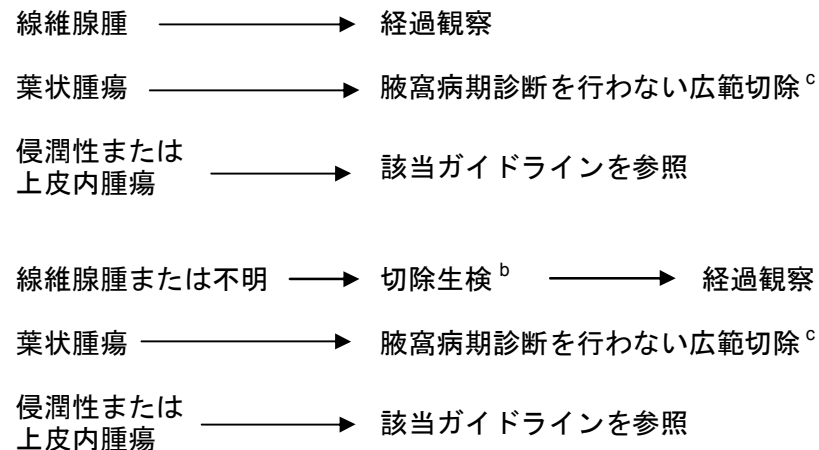 線維腺腫 経過観察
葉状腫瘍 腋窩病期診断を行わない広範切除 c
侵潤性または
上皮内腫瘍 該当ガイドラインを参照
線維腺腫または不明 切除生検 b 経過観察
葉状腫瘍 腋窩病期診断を行わない広範切除 c
侵潤性または
上皮内腫瘍 該当ガイドラインを参照